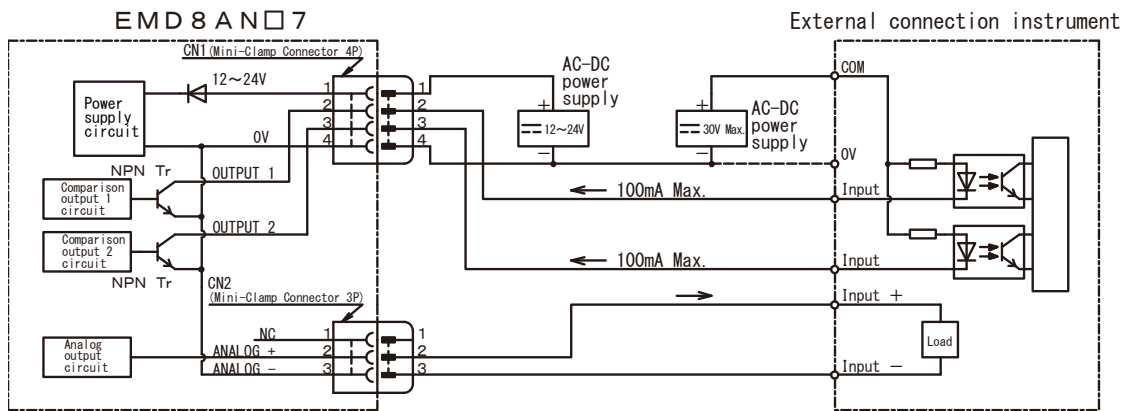 EMD8AN□7
External connection instrument
CN1 (Mini-Clamp Connector 4P)
12～24V
Power
supply
circuit
0V
NPN Tr
Comparison
output 1
circuit
OUTPUT 1
Comparison
output 2
circuit
OUTPUT 2
NPN Tr
CN2
(Mini-Clamp Connector 3P)
Analog
output
circuit
NC
ANALOG +
ANALOG -
1
2
3
4
1
2
3
4
1
2
3
1
2
3
AC-DC
power
supply
+
12～24V
−
AC-DC
power
supply
+
30V Max.
−
← 100mA Max.
← 100mA Max.
→
COM
0V
Input
Input
Input +
Input −
Load